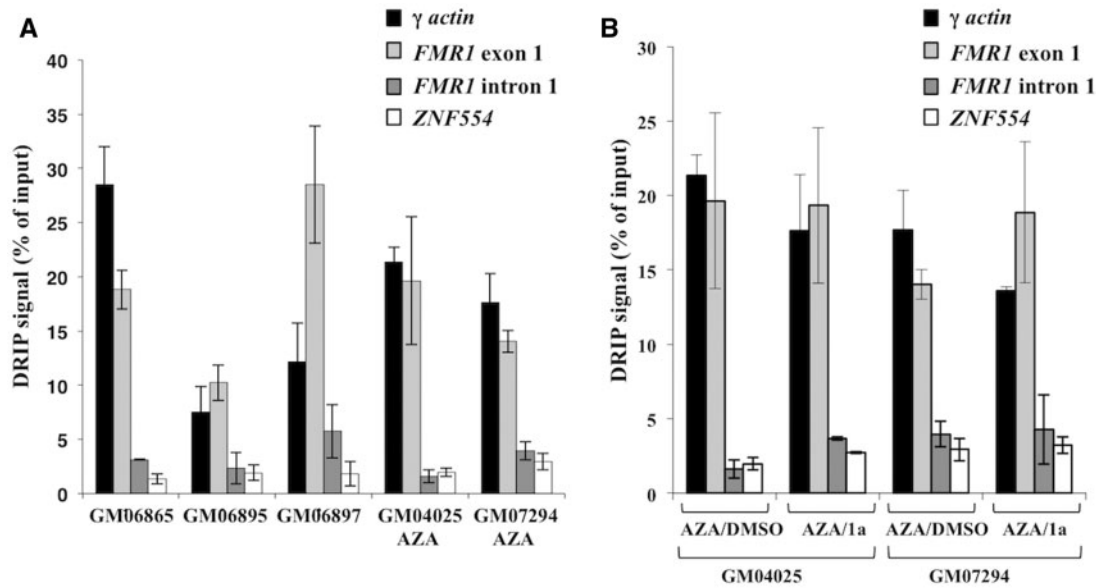 A
γ actin
FMR1 exon 1
FMR1 intron 1
ZNF554
DRIP signal (% of input)
40
35
30
25
20
15
10
5
0
GM06865 GM06895 GM06897 GM04025 GM07294
AZA AZA
B
γ actin
FMR1 exon 1
FMR1 intron 1
ZNF554
DRIP signal (% of input)
30
25
20
15
10
5
0
AZA/DMSO AZA/1a AZA/DMSO AZA/1a
GM04025 GM07294